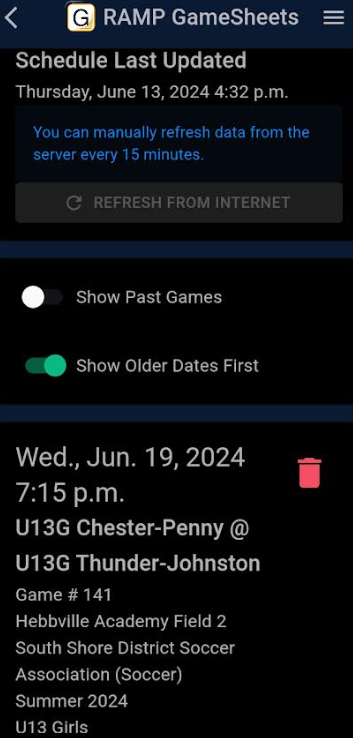 G RAMP GameSheets
Schedule Last Updated
Thursday, June 13, 2024 4:32 p.m.
You can manually refresh data from the
server every 15 minutes.
REFRESH FROM INTERNET
Show Past Games
Show Older Dates First
Wed., Jun. 19, 2024
7:15 p.m.
U13G Chester-Penny @
U13G Thunder-Johnston
Game # 141
Hebbville Academy Field 2
South Shore District Soccer
Association (Soccer)
Summer 2024
U13 Girls